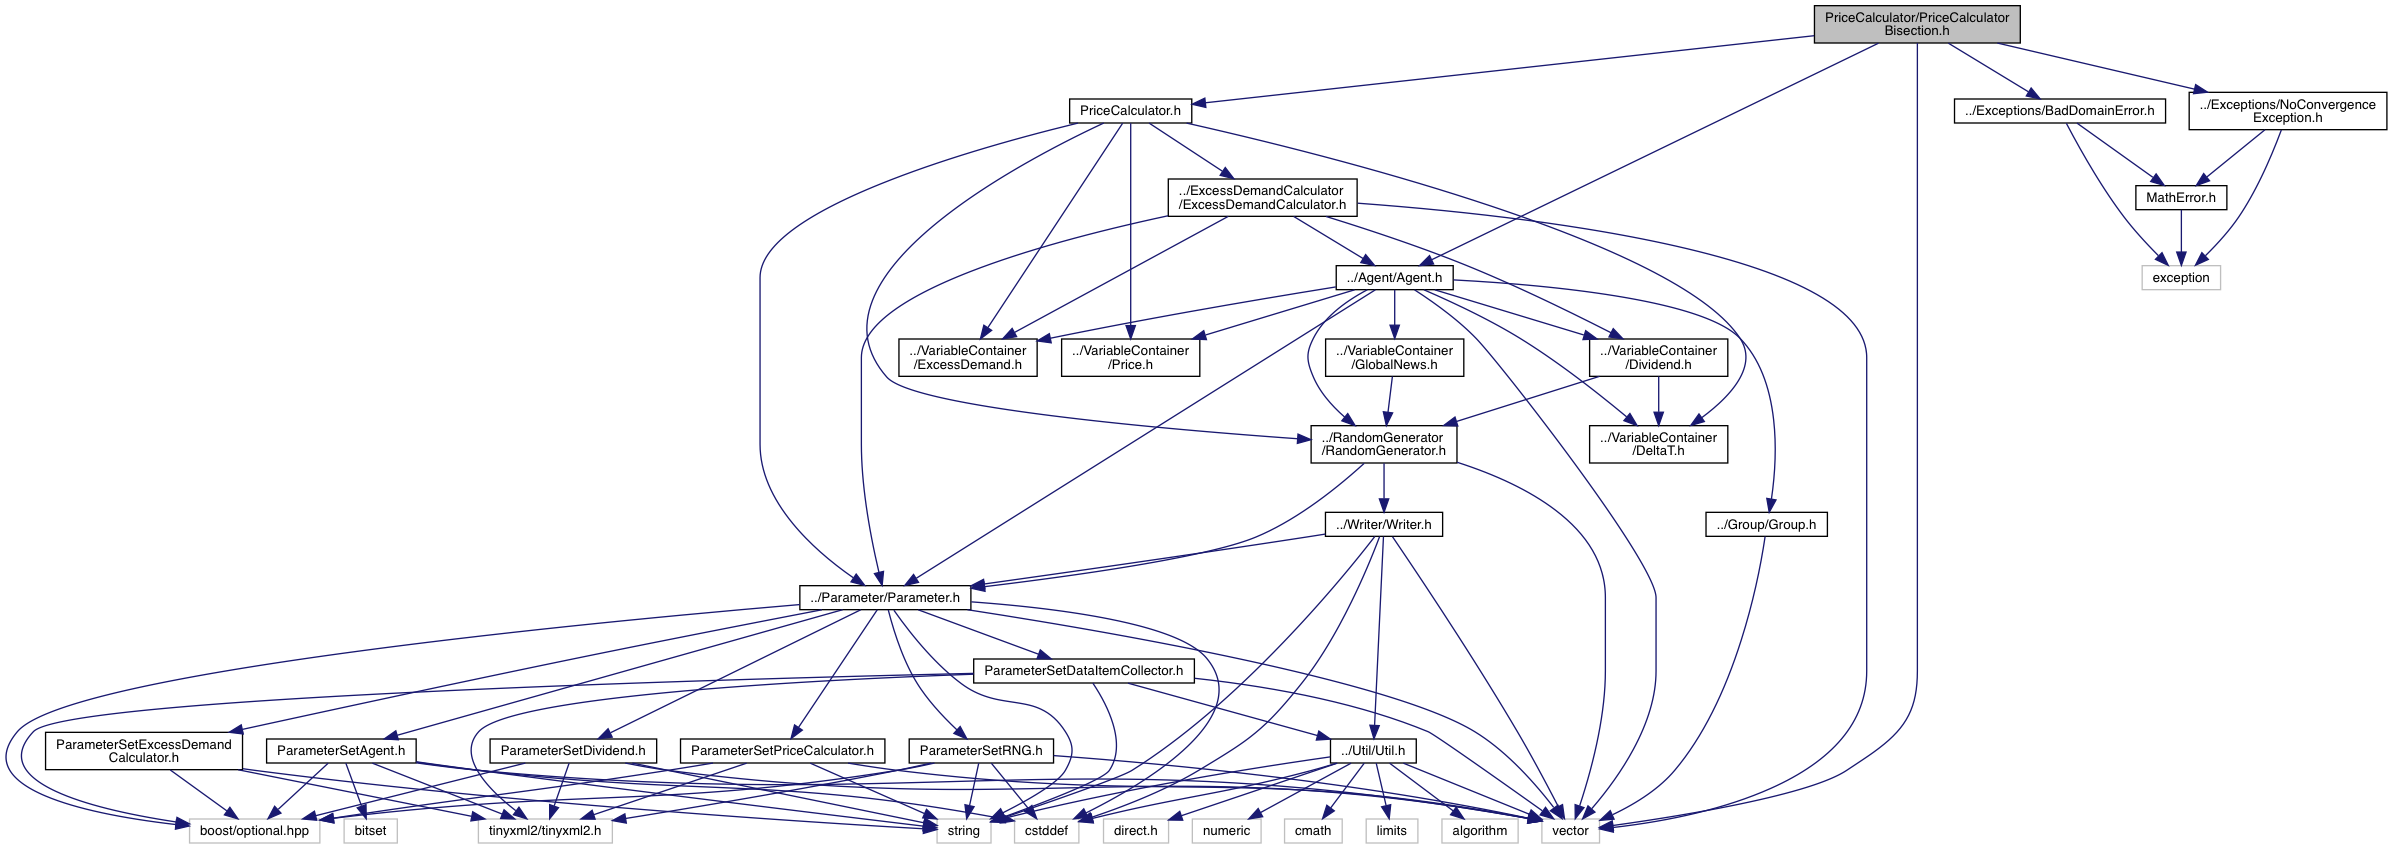 PriceCalculator/PriceCalculator
Bisection.h
PriceCalculator.h
../Exceptions/BadDomainError.h
../Exceptions/NoConvergence
Exception.h
../ExcessDemandCalculator
/ExcessDemandCalculator.h
MathError.h
../Agent/Agent.h
exception
../VariableContainer
/ExcessDemand.h
../VariableContainer
/Price.h
../VariableContainer
/GlobalNews.h
../VariableContainer
/Dividend.h
../RandomGenerator
/RandomGenerator.h
../VariableContainer
/DeltaT.h
../Writer/Writer.h
../Group/Group.h
../Parameter/Parameter.h
ParameterSetDataItemCollector.h
ParameterSetExcessDemand
Calculator.h
ParameterSetAgent.h
ParameterSetDividend.h
ParameterSetPriceCalculator.h
ParameterSetRNG.h
../Util/Util.h
boost/optional.hpp
bitset
tinyxml2/tinyxml2.h
string
cstddef
direct.h
numeric
cmath
limits
algorithm
vector